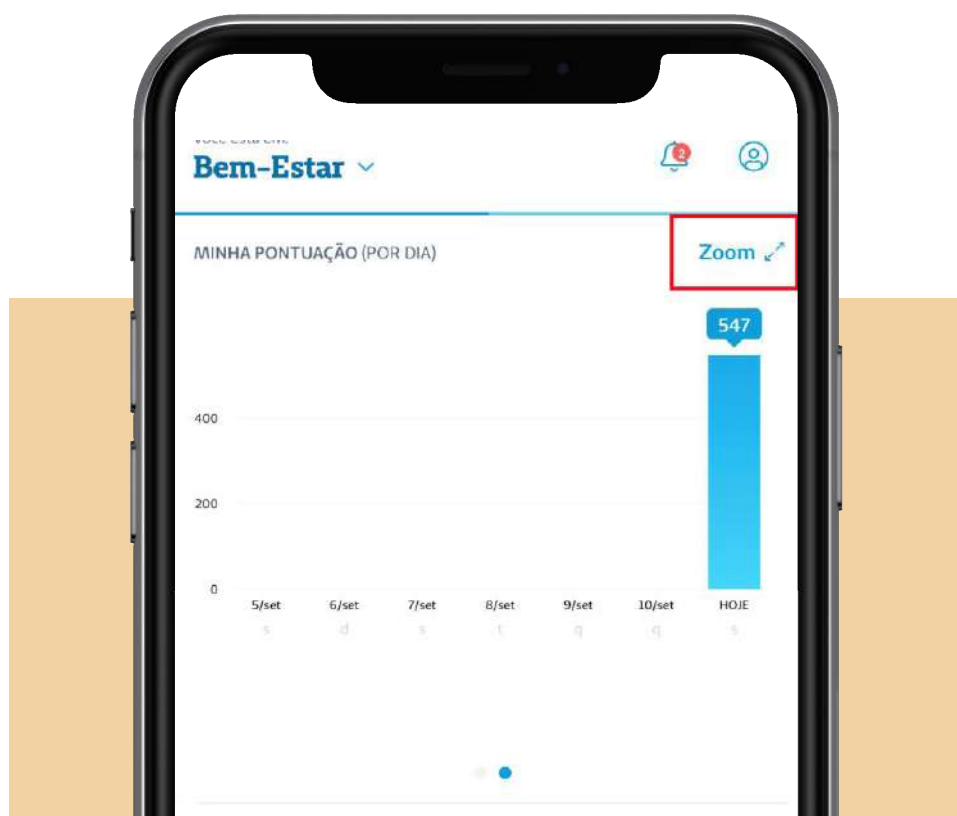 Bem-Estar
2
MINHA PONTUAÇÃO (POR DIA)
Zoom
547
400
200
0
5/set 6/set 7/set 8/set 9/set 10/set HOJE
s d s t q q s